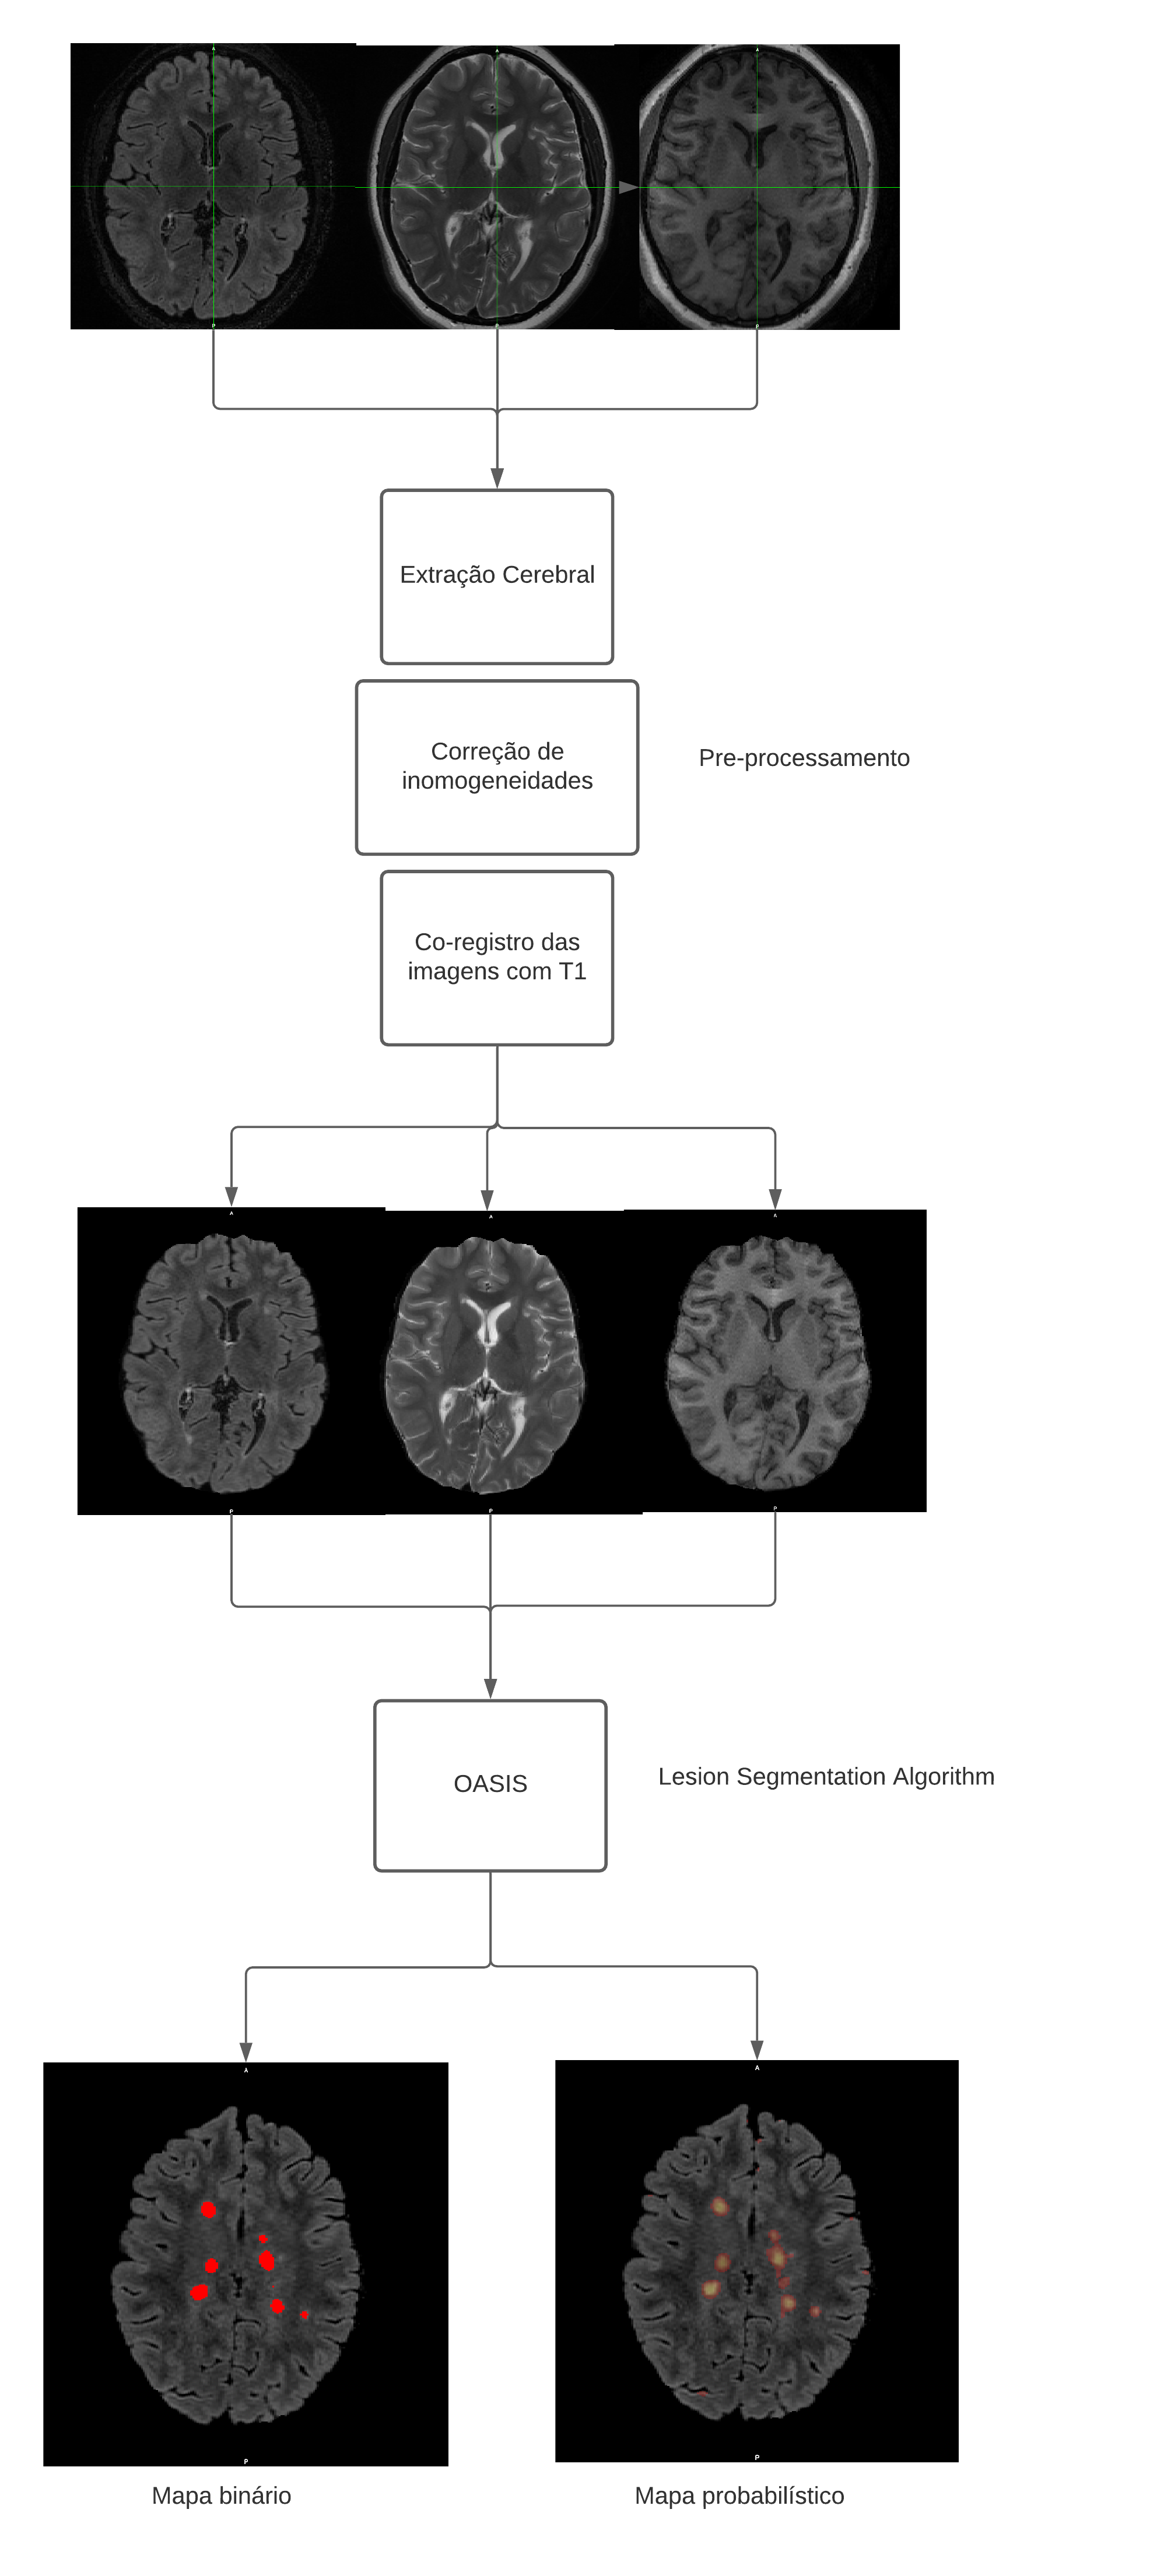 A
A
A
P
P
P
Extração Cerebral
Correção de
inomogeneidades
Pre-processamento
Co-registro das
imagens com T1
A
A
A
P
P
P
OASIS
Lesion Segmentation Algorithm
A
A
P
P
Mapa binário
Mapa probabilístico